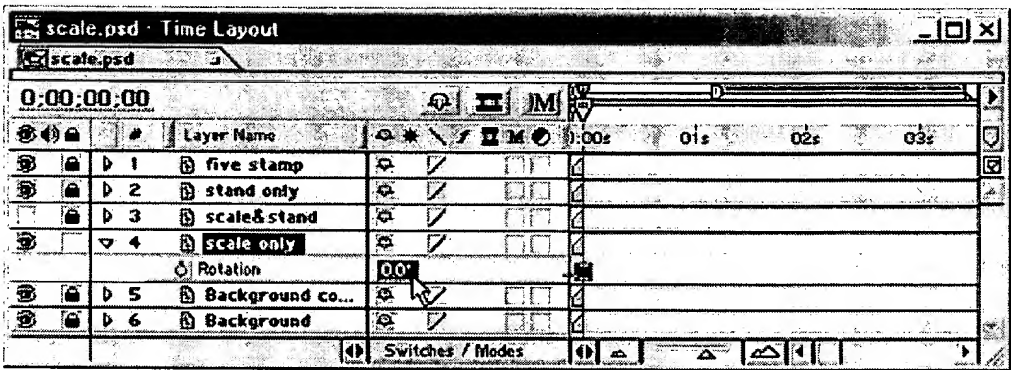 scale.psd · Time Layout
scale.psd
0;00;00;00
M
# Layer Name M 0:00s 01s 02s 03s
1 five stamp
2 stand only
3 scale&stand
4 scale only
Rotation 0.0°
5 Background co...
6 Background
Switches / Modes